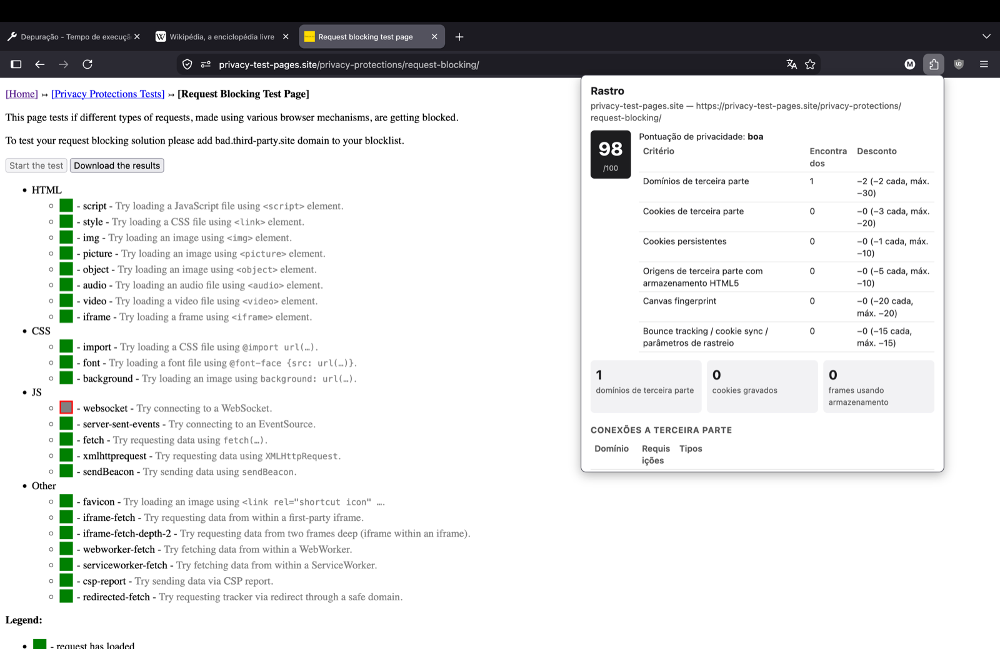 Depuração - Tempo de execuçã
Wikipédia, a enciclopédia livre
Request blocking test page
privacy-test-pages.site/privacy-protections/request-blocking/
[Home] ↣ [Privacy Protections Tests] ↣ [Request Blocking Test Page]
This page tests if different types of requests, made using various browser mechanisms, are getting blocked.
To test your request blocking solution please add bad.third-party.site domain to your blocklist.
Start the test Download the results
HTML
- script - Try loading a JavaScript file using <script> element.
- style - Try loading a CSS file using <link> element.
- img - Try loading an image using <img> element.
- picture - Try loading an image using <picture> element.
- object - Try loading an image using <object> element.
- audio - Try loading an audio file using <audio> element.
- video - Try loading a video file using <video> element.
- iframe - Try loading a frame using <iframe> element.
CSS
- import - Try loading a CSS file using @import url(…).
- font - Try loading a font file using @font-face {src: url(…)}.
- background - Try loading an image using background: url(…).
JS
- websocket - Try connecting to a WebSocket.
- server-sent-events - Try connecting to an EventSource.
- fetch - Try requesting data using fetch(…).
- xmlhttprequest - Try requesting data using XMLHttpRequest.
- sendBeacon - Try sending data using sendBeacon.
Other
- favicon - Try loading an image using <link rel="shortcut icon" ….
- iframe-fetch - Try requesting data from within a first-party iframe.
- iframe-fetch-depth-2 - Try requesting data from two frames deep (iframe within an iframe).
- webworker-fetch - Try fetching data from within a WebWorker.
- serviceworker-fetch - Try fetching data from within a ServiceWorker.
- csp-report - Try sending data via CSP report.
- redirected-fetch - Try requesting tracker via redirect through a safe domain.
Legend:
- request has loaded
Rastro
privacy-test-pages.site — https://privacy-test-pages.site/privacy-protections/
request-blocking/
98
/100
Pontuação de privacidade: boa
Critério Encontra Desconto
dos
Domínios de terceira parte 1 −2 (−2 cada, máx.
−30)
Cookies de terceira parte 0 −0 (−3 cada, máx.
−20)
Cookies persistentes 0 −0 (−1 cada, máx.
−10)
Origens de terceira parte com 0 −0 (−5 cada, máx.
armazenamento HTML5 −10)
Canvas fingerprint 0 −0 (−20 cada,
máx. −20)
Bounce tracking / cookie sync / 0 −0 (−15 cada,
parâmetros de rastreio máx. −15)
1
domínios de terceira parte
0
cookies gravados
0
frames usando
armazenamento
CONEXÕES A TERCEIRA PARTE
Domínio Requis Tipos
ições